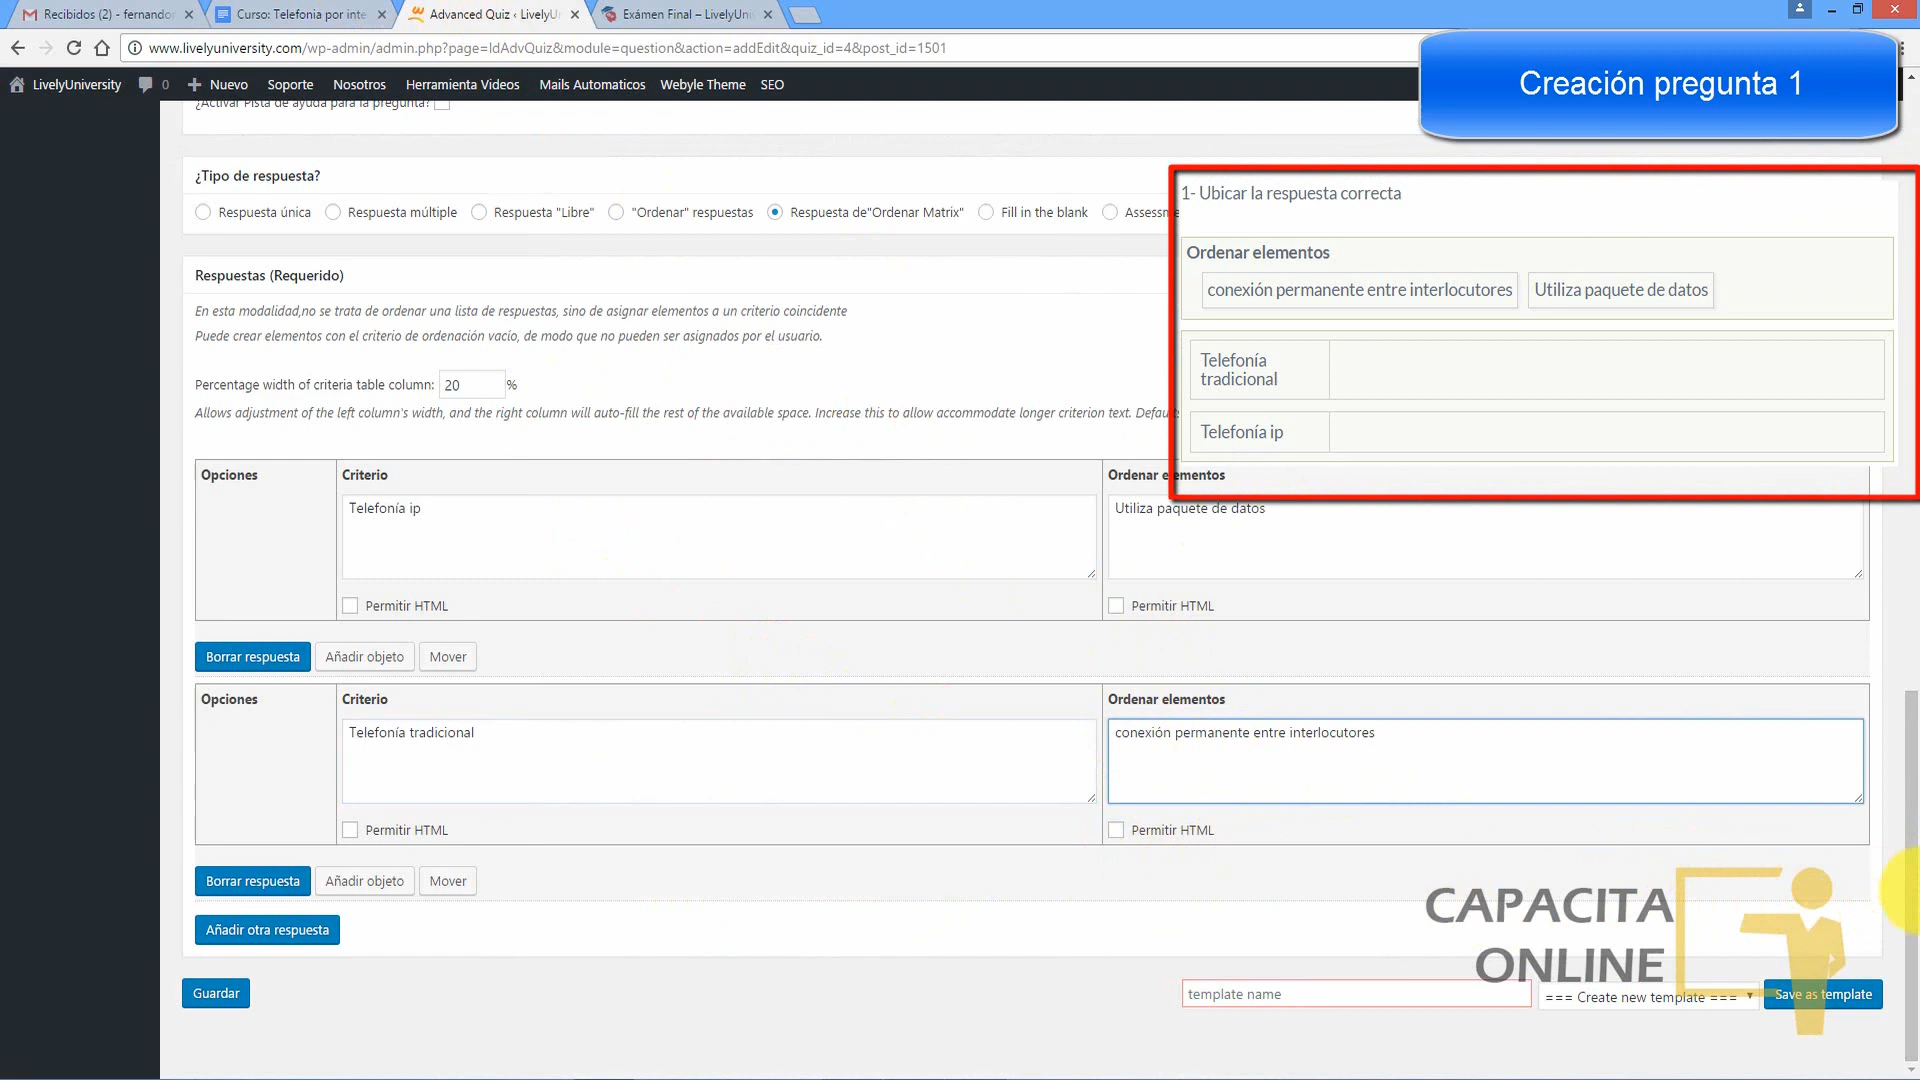 Recibidos (2) - fernandor
Curso: Telefonia por inte
Advanced Quiz ‹ LivelyU
Exámen Final – LivelyUni
www.livelyuniversity.com/wp-admin/admin.php?page=ldAdvQuiz&module=question&action=addEdit&quiz_id=4&post_id=1501
LivelyUniversity 0 Nuevo Soporte Nosotros Herramienta Videos Mails Automaticos Webyle Theme SEO
Creación pregunta 1
¿Activar Pista de ayuda para la pregunta?
¿Tipo de respuesta?
Respuesta única Respuesta múltiple Respuesta "Libre" "Ordenar" respuestas Respuesta de"Ordenar Matrix" Fill in the blank Assessme
1- Ubicar la respuesta correcta
Ordenar elementos
conexión permanente entre interlocutores Utiliza paquete de datos
Telefonía
tradicional
Telefonía ip
Respuestas (Requerido)
En esta modalidad,no se trata de ordenar una lista de respuestas, sino de asignar elementos a un criterio coincidente
Puede crear elementos con el criterio de ordenación vacío, de modo que no pueden ser asignados por el usuario.
Percentage width of criteria table column: 20 %
Allows adjustment of the left column's width, and the right column will auto-fill the rest of the available space. Increase this to allow accommodate longer criterion text. Defau
Opciones Criterio Ordenar elementos
Telefonía ip Utiliza paquete de datos
Permitir HTML Permitir HTML
Borrar respuesta Añadir objeto Mover
Opciones Criterio Ordenar elementos
Telefonía tradicional conexión permanente entre interlocutores
Permitir HTML Permitir HTML
Borrar respuesta Añadir objeto Mover
Añadir otra respuesta
CAPACITA
ONLINE
Guardar template name === Create new template === Save as template